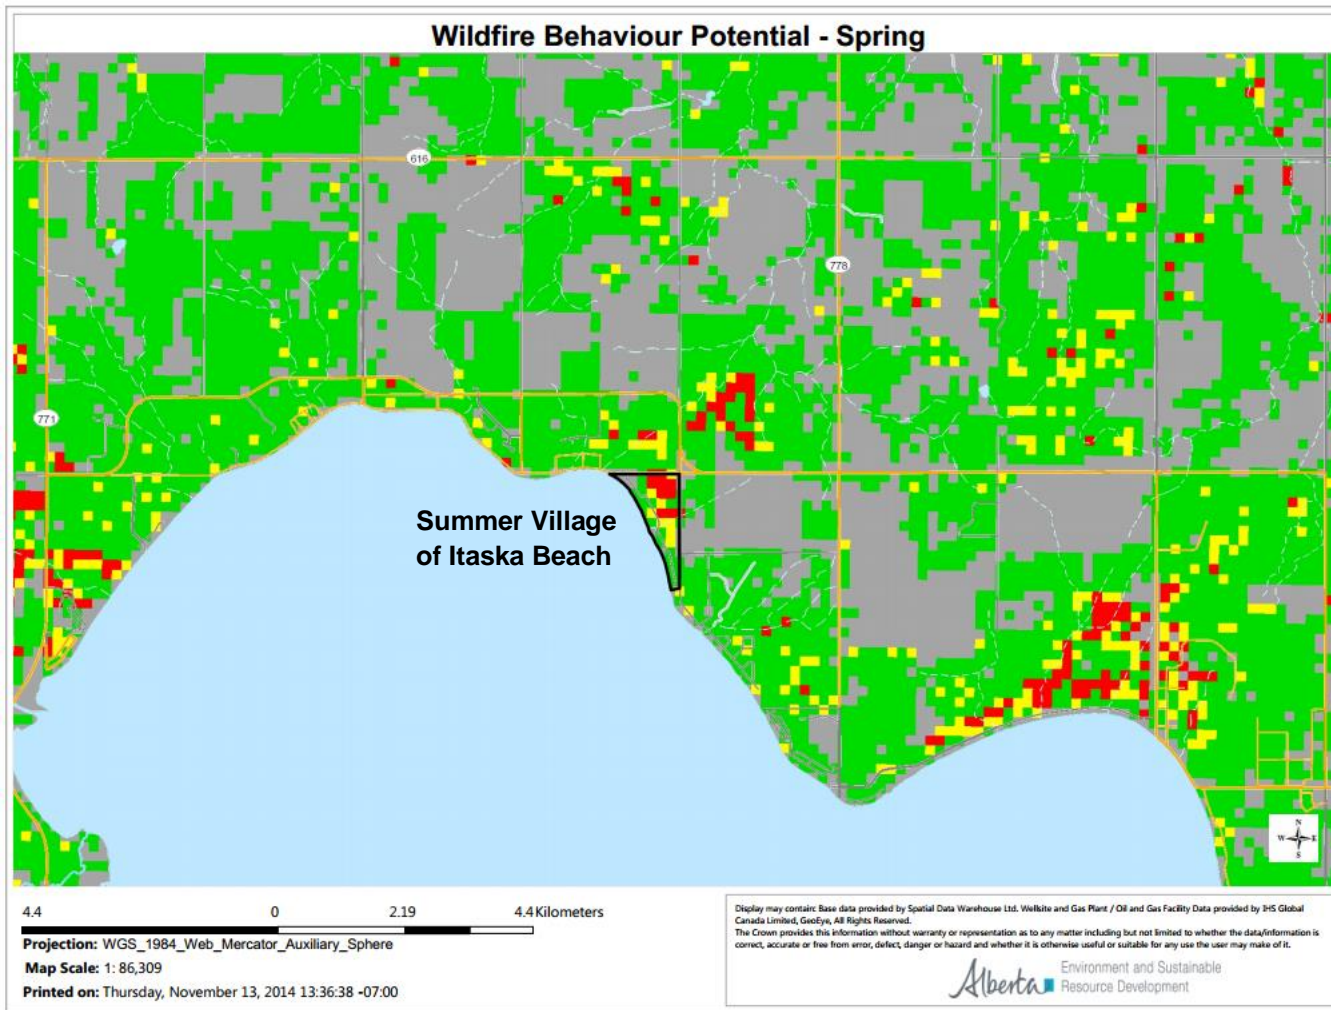 Wildfire Behaviour Potential - Spring
616
778
771
Summer Village
of Itaska Beach
N
W E
S
4.4 0 2.19 4.4Kilometers
Projection: WGS_1984_Web_Mercator_Auxiliary_Sphere
Map Scale: 1: 86,309
Printed on: Thursday, November 13, 2014 13:36:38 -07:00
Display may contain: Base data provided by Spatial Data Warehouse Ltd. Wellsite and Gas Plant / Oil and Gas Facility Data provided by IHS Global
Canada Limited, GeoEye, All Rights Reserved.
The Crown provides this information without warranty or representation as to any matter including but not limited to whether the data/information is
correct, accurate or free from error, defect, danger or hazard and whether it is otherwise useful or suitable for any use the user may make of it.
Alberta Environment and Sustainable
Resource Development